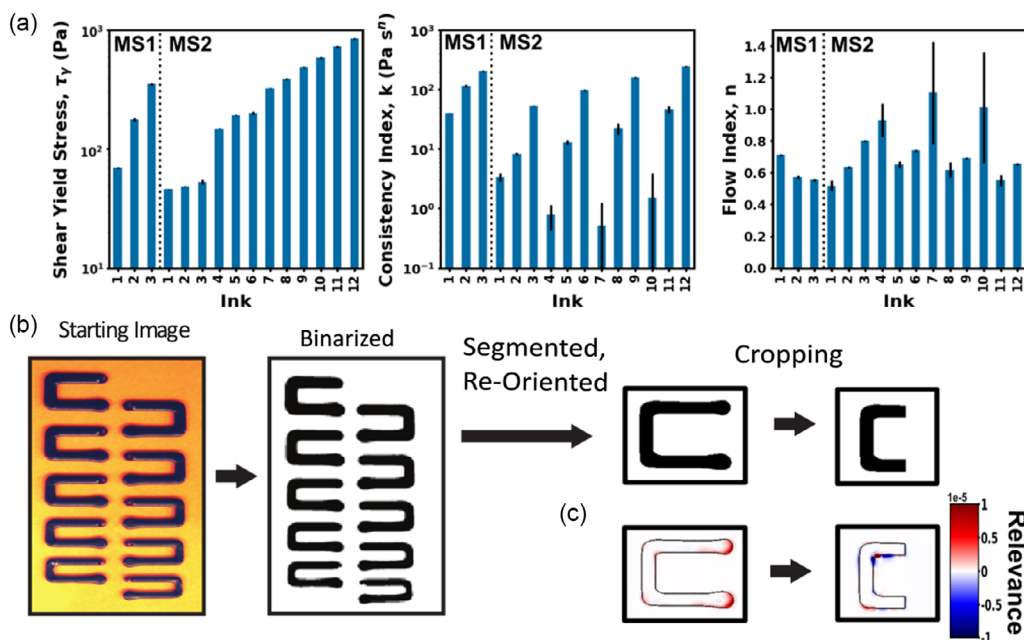 (a)
Shear Yield Stress, τ_y (Pa)
10³
10²
10¹
MS1 MS2
1 2 3 1 2 3 4 5 6 7 8 9 10 11 12
Ink
Consistency Index, k (Pa sⁿ)
10³
10²
10¹
10⁰
10⁻¹
MS1 MS2
1 2 3 1 2 3 4 5 6 7 8 9 10 11 12
Ink
Flow Index, n
1.4
1.2
1.0
0.8
0.6
0.4
0.2
0.0
MS1 MS2
1 2 3 1 2 3 4 5 6 7 8 9 10 11 12
Ink
(b)
Starting Image
Binarized
Segmented,
Re-Oriented
Cropping
(c)
1e-5
1
0.5
0
-0.5
-1
Relevance